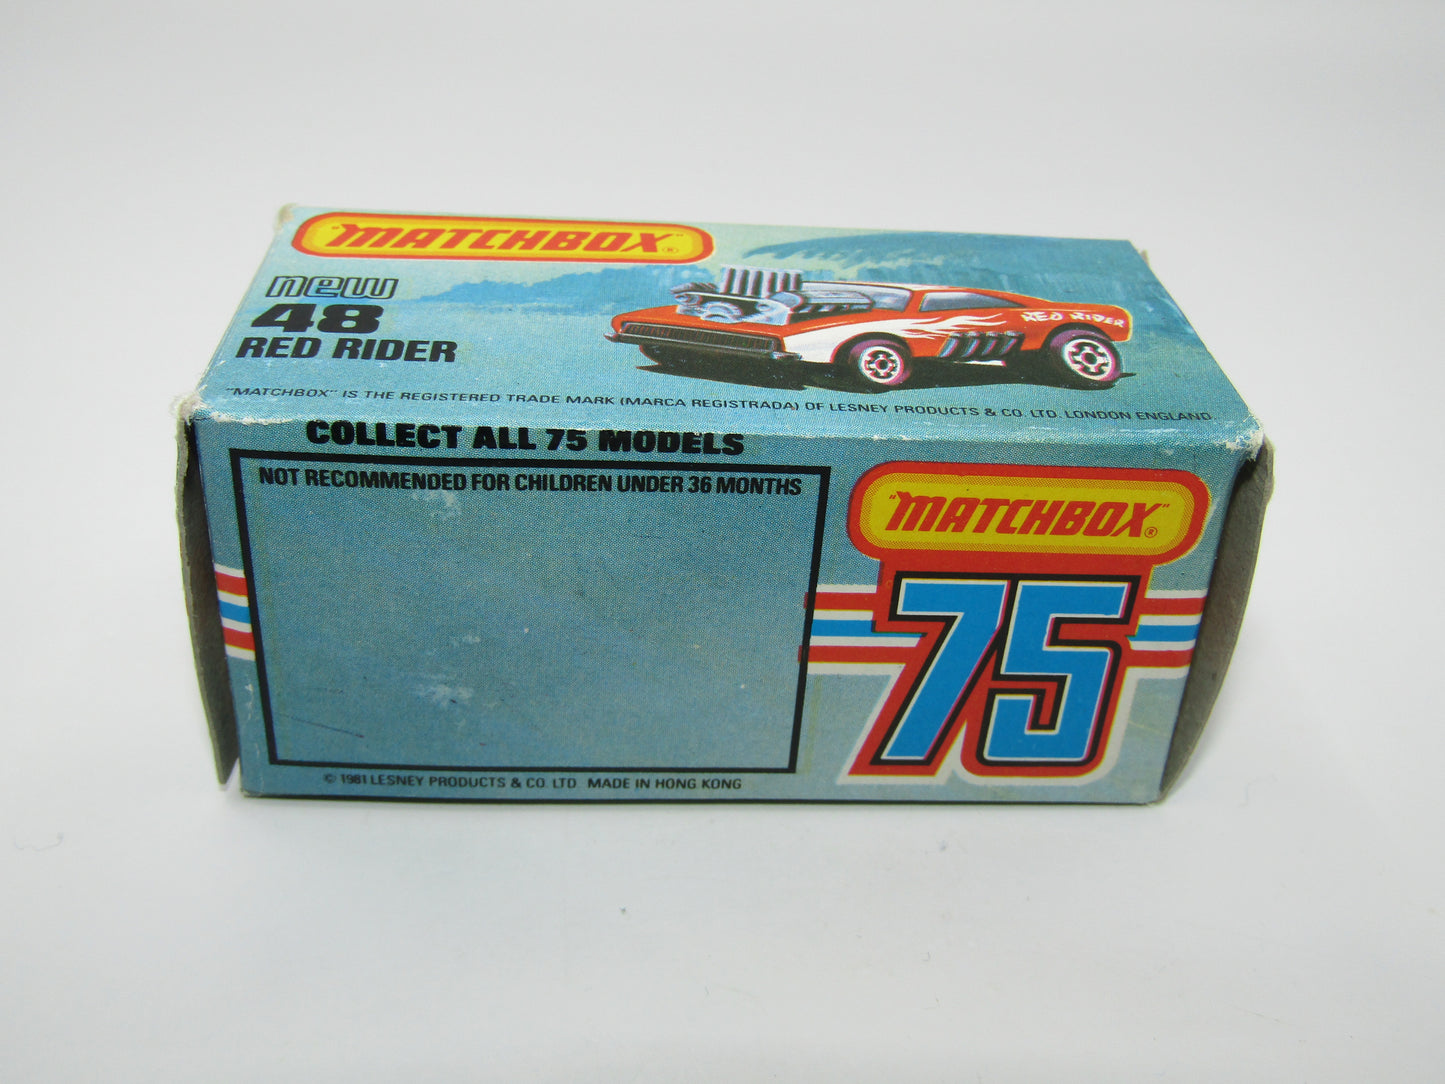 "MATCHBOX"®
new
48
RED RIDER
RED RIDER
"MATCHBOX" IS THE REGISTERED TRADE MARK (MARCA REGISTRADA) OF LESNEY PRODUCTS & CO. LTD. LONDON ENGLAND.
COLLECT ALL 75 MODELS
NOT RECOMMENDED FOR CHILDREN UNDER 36 MONTHS
"MATCHBOX"®
75
© 1981 LESNEY PRODUCTS & CO. LTD. MADE IN HONG KONG